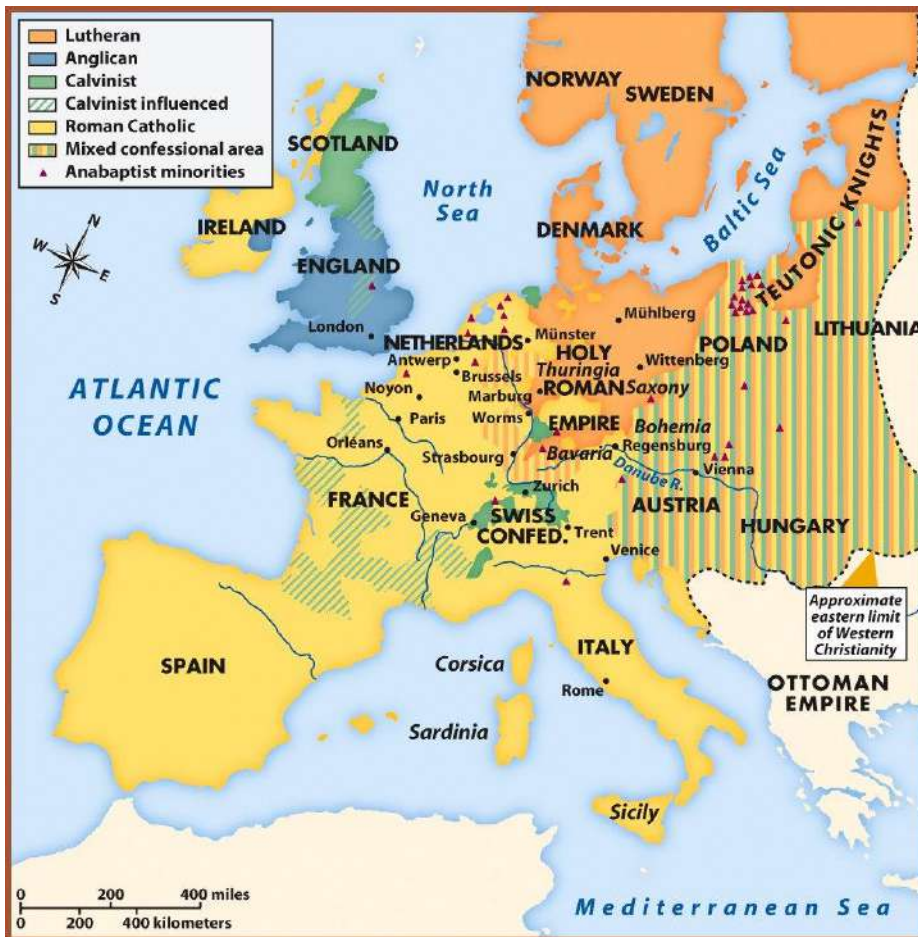 Lutheran
Anglican
Calvinist
Calvinist influenced
Roman Catholic
Mixed confessional area
Anabaptist minorities
N
W
E
S
NORWAY
SWEDEN
SCOTLAND
North
Sea
IRELAND
DENMARK
Baltic Sea
TEUTONIC KNIGHTS
ENGLAND
London
NETHERLANDS
Münster
Mühlberg
LITHUANIA
POLAND
HOLY
ROMAN
EMPIRE
Antwerp
Brussels
Thuringia
Wittenberg
Saxony
Noyon
Marburg
ATLANTIC
OCEAN
Paris
Worms
Bohemia
Orléans
Regensburg
Strasbourg
Bavaria
Danube R.
Vienna
Zurich
FRANCE
AUSTRIA
Geneva
SWISS
CONFED.
Trent
HUNGARY
Venice
Approximate
eastern limit
of Western
Christianity
SPAIN
Corsica
ITALY
Rome
OTTOMAN
EMPIRE
Sardinia
Sicily
0 200 400 miles
0 200 400 kilometers
Mediterranean Sea